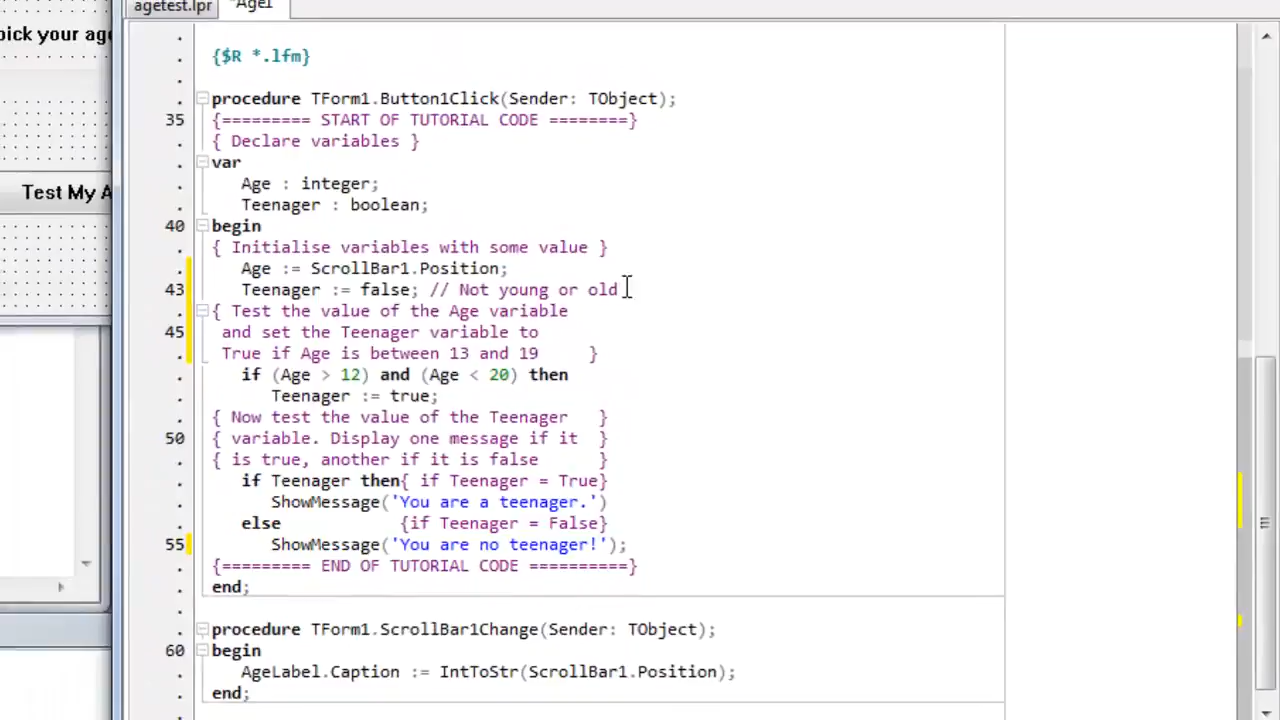 agetest.lpr *Age1
pick your age
{$R *.lfm}
procedure TForm1.Button1Click(Sender: TObject);
35 {========= START OF TUTORIAL CODE ========}
{ Declare variables }
var
Age : integer;
Teenager : boolean;
40 begin
{ Initialise variables with some value }
Age := ScrollBar1.Position;
43 Teenager := false; // Not young or old
{ Test the value of the Age variable
45 and set the Teenager variable to
True if Age is between 13 and 19 }
if (Age > 12) and (Age < 20) then
Teenager := true;
{ Now test the value of the Teenager }
50 { variable. Display one message if it }
{ is true, another if it is false }
if Teenager then{ if Teenager = True}
ShowMessage('You are a teenager.')
else {if Teenager = False}
55 ShowMessage('You are no teenager!');
{========= END OF TUTORIAL CODE ==========}
end;
procedure TForm1.ScrollBar1Change(Sender: TObject);
60 begin
AgeLabel.Caption := IntToStr(ScrollBar1.Position);
end;
Test My A